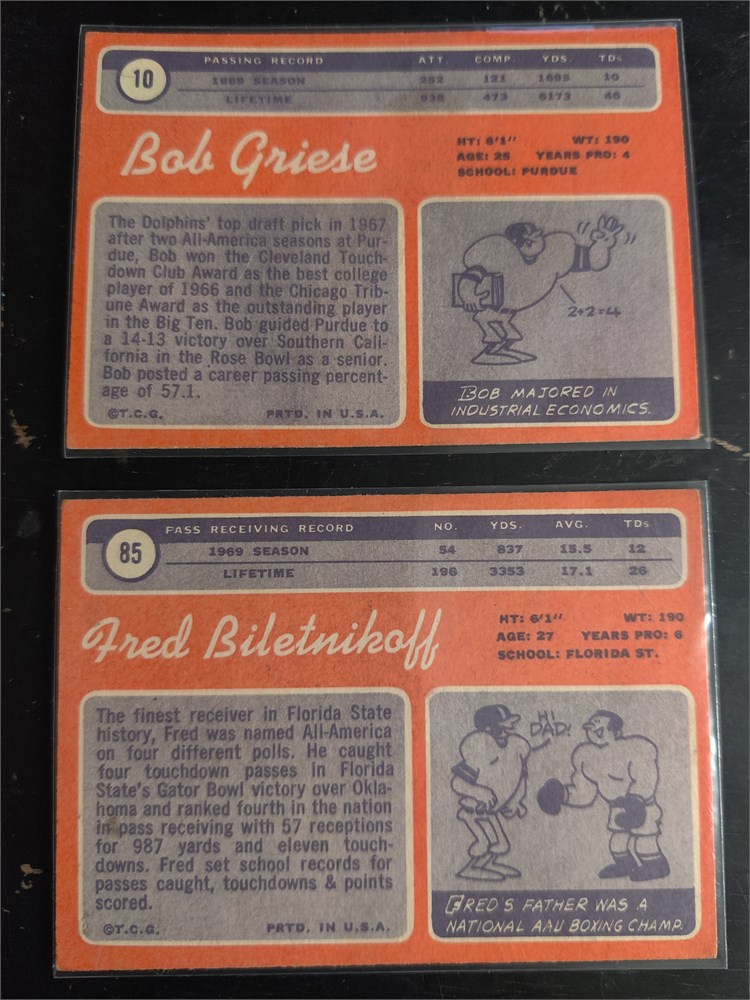 10
PASSING RECORD ATT. COMP. YDS. TDs
1969 SEASON 252 121 1695 10
LIFETIME 938 473 6173 46
Bob Griese
HT: 6'1" WT: 190
AGE: 25 YEARS PRO: 4
SCHOOL: PURDUE
The Dolphins' top draft pick in 1967
after two All-America seasons at Pur-
due, Bob won the Cleveland Touch-
down Club Award as the best college
player of 1966 and the Chicago Trib-
une Award as the outstanding player
in the Big Ten. Bob guided Purdue to
a 14-13 victory over Southern Cali-
fornia in the Rose Bowl as a senior.
Bob posted a career passing percent-
age of 57.1.
©T.C.G. PRTD. IN U.S.A.
2+2=4
BOB MAJORED IN
INDUSTRIAL ECONOMICS.
85
PASS RECEIVING RECORD NO. YDS. AVG. TDs
1969 SEASON 54 837 15.5 12
LIFETIME 196 3353 17.1 26
Fred Biletnikoff
HT: 6'1" WT: 190
AGE: 27 YEARS PRO: 6
SCHOOL: FLORIDA ST.
The finest receiver in Florida State
history, Fred was named All-America
on four different polls. He caught
four touchdown passes in Florida
State's Gator Bowl victory over Okla-
homa and ranked fourth in the nation
in pass receiving with 57 receptions
for 987 yards and eleven touch-
downs. Fred set school records for
passes caught, touchdowns & points
scored.
©T.C.G. PRTD. IN U.S.A.
HI
DAD!
FRED'S FATHER WAS A
NATIONAL AAU BOXING CHAMP.